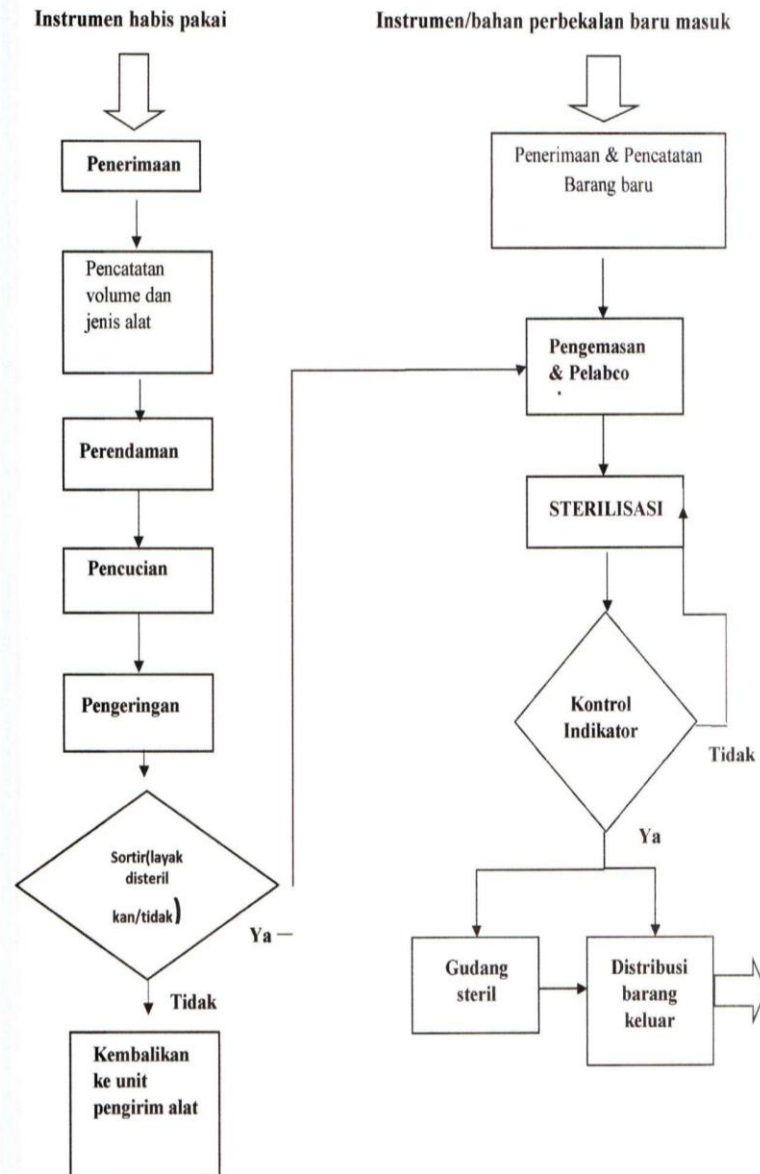 Instrumen habis pakai
Penerimaan
Pencatatan
volume dan
jenis alat
Perendaman
Pencucian
Pengeringan
Sortir(layak
disteril
kan/tidak)
Ya
Tidak
Kembalikan
ke unit
pengirim alat
Instrumen/bahan perbekalan baru masuk
Penerimaan & Pencatatan
Barang baru
Pengemasan
& Pelabco
STERILISASI
Kontrol
Indikator
Tidak
Ya
Gudang
steril
Distribusi
barang
keluar